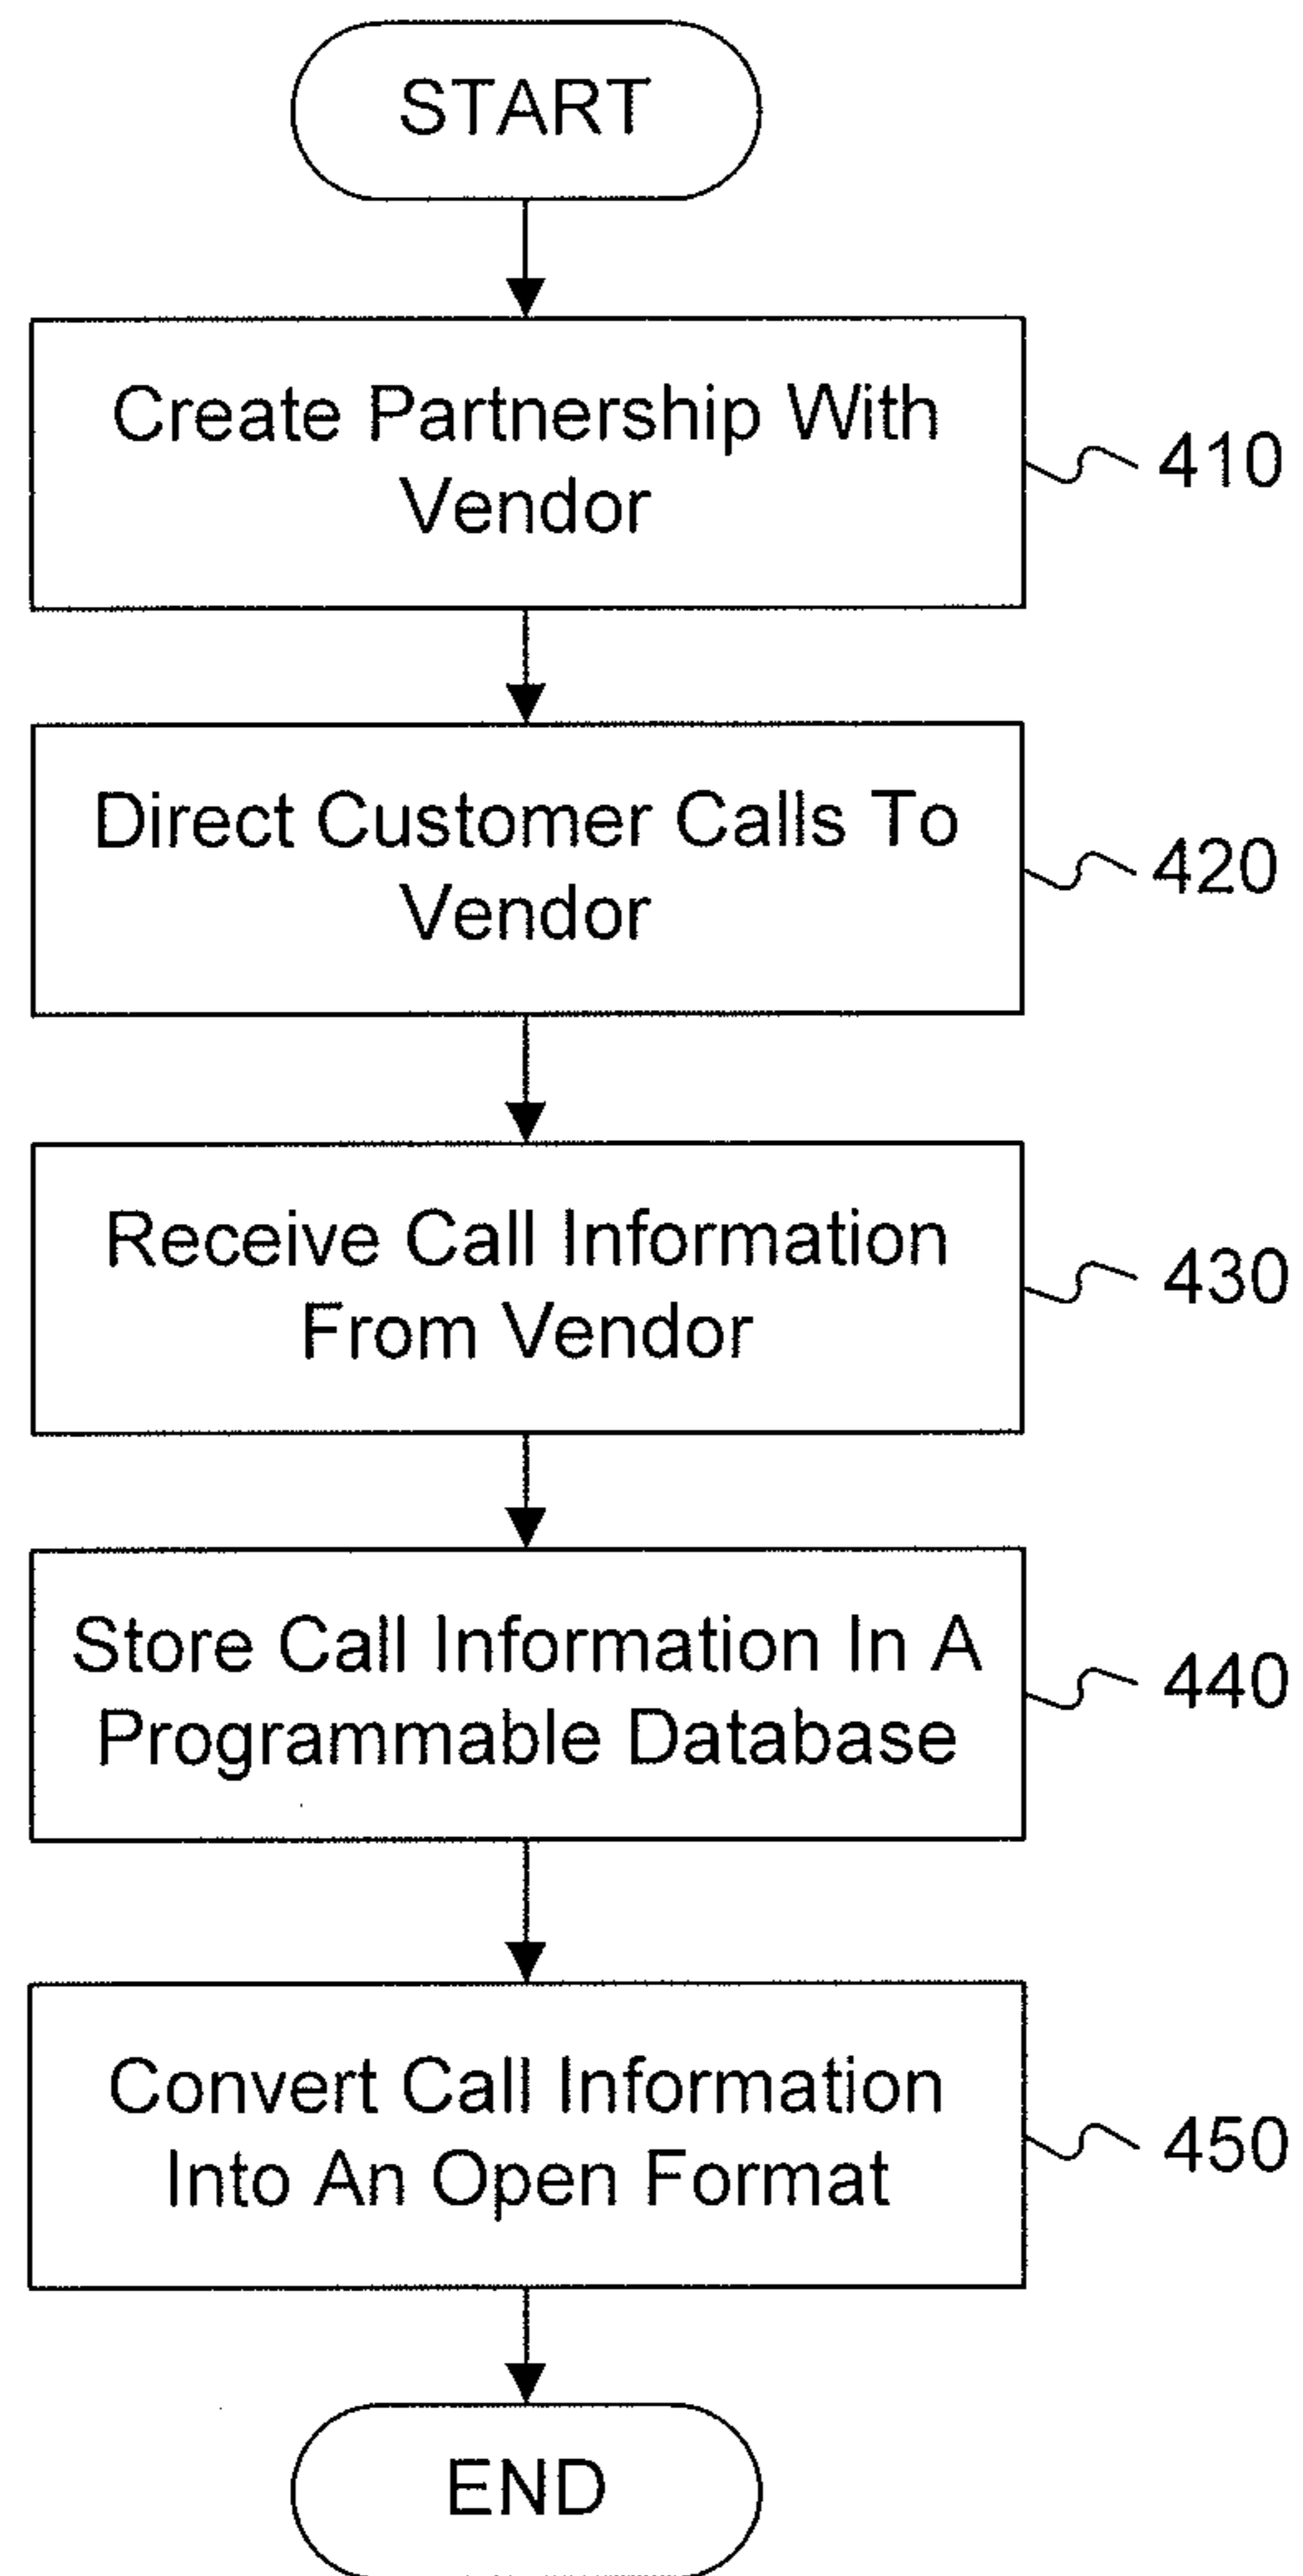 START
Create Partnership With
Vendor
410
Direct Customer Calls To
Vendor
420
Receive Call Information
From Vendor
430
Store Call Information In A
Programmable Database
440
Convert Call Information
Into An Open Format
450
END